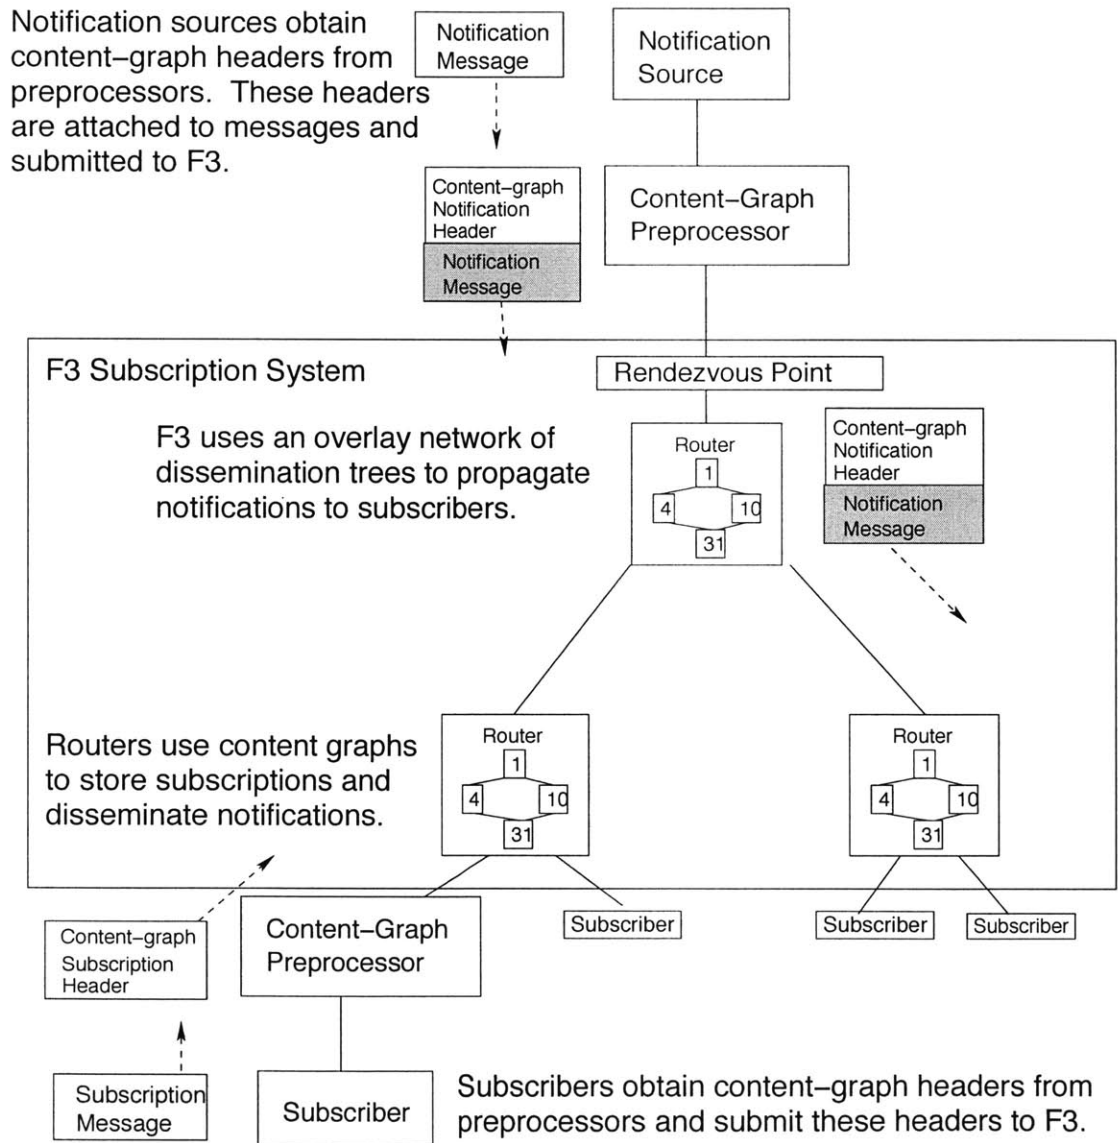 Notification sources obtain
content–graph headers from
preprocessors.  These headers
are attached to messages and
submitted to F3.
Notification
Message
Notification
Source
Content–graph
Notification
Header
Notification
Message
Content–Graph
Preprocessor
F3 Subscription System
Rendezvous Point
F3 uses an overlay network of
dissemination trees to propagate
notifications to subscribers.
Router
1
4
10
31
Content–graph
Notification
Header
Notification
Message
Routers use content graphs
to store subscriptions and
disseminate notifications.
Router
1
4
10
31
Router
1
4
10
31
Content–graph
Subscription
Header
Content–Graph
Preprocessor
Subscriber
Subscriber
Subscriber
Subscription
Message
Subscriber
Subscribers obtain content–graph headers from
preprocessors and submit these headers to F3.